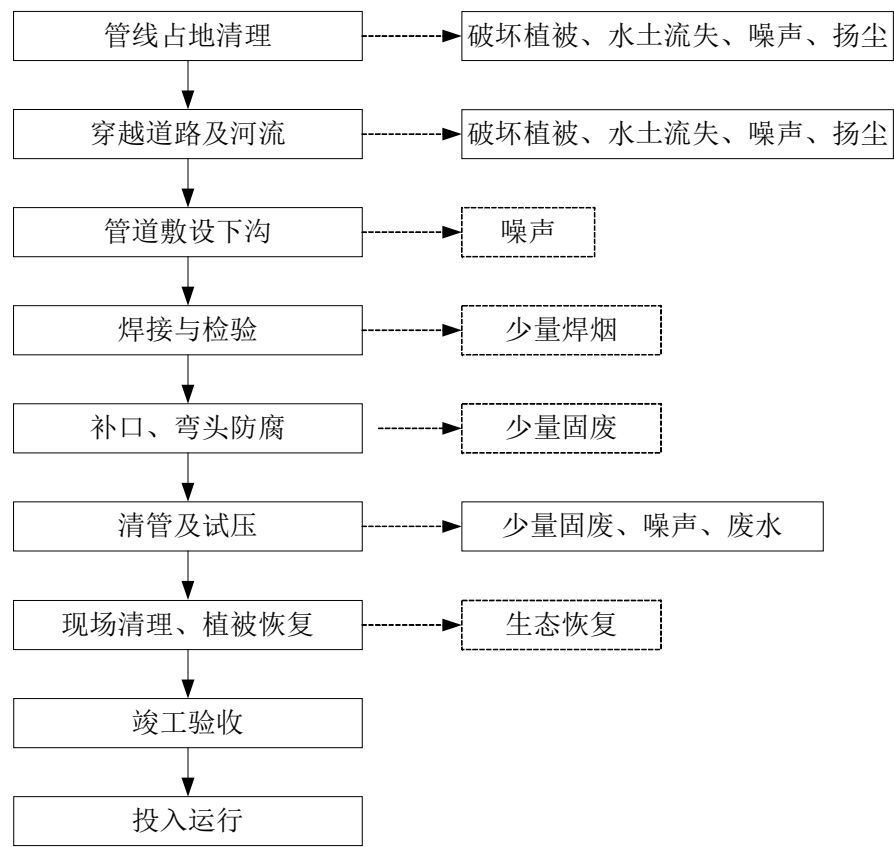 管线占地清理
破坏植被、水土流失、噪声、扬尘
穿越道路及河流
破坏植被、水土流失、噪声、扬尘
管道敷设下沟
噪声
焊接与检验
少量焊烟
补口、弯头防腐
少量固废
清管及试压
少量固废、噪声、废水
现场清理、植被恢复
生态恢复
竣工验收
投入运行